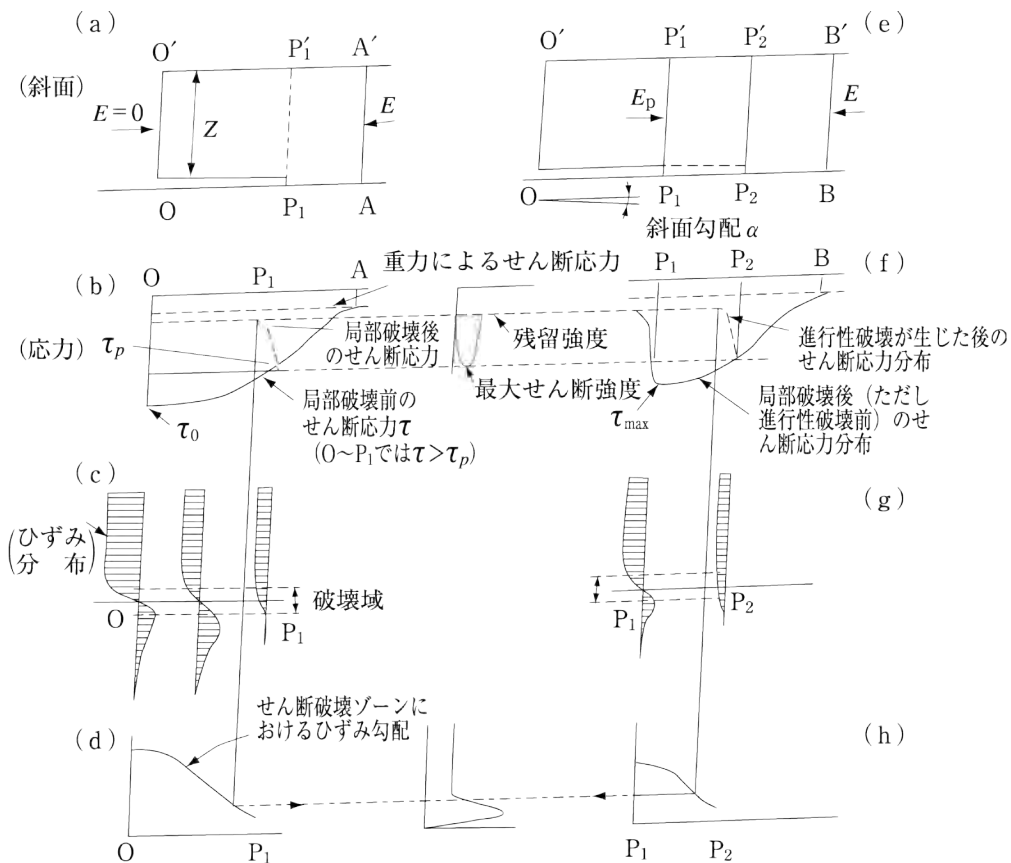 (a)
O′
P′₁
A′
(斜面)
E=0
Z
E
O
P₁
A
(e)
O′
P′₁
P′₂
B′
Eₚ
E
O
P₁
P₂
B
斜面勾配 α
(b)
O
P₁
A
重力によるせん断応力
(応力)
τₚ
局部破壊後
のせん断応力
残留強度
最大せん断強度
τ₀
局部破壊前の
せん断応力τ
(O〜P₁ではτ>τₚ)
(f)
P₁
P₂
B
進行性破壊が生じた後の
せん断応力分布
τmax
局部破壊後(ただし
進行性破壊前)のせ
ん断応力分布
(c)
(ひずみ
分 布)
O
破壊域
P₁
(g)
P₁
P₂
(d)
せん断破壊ゾーンに
おけるひずみ勾配
O
P₁
(h)
P₁
P₂